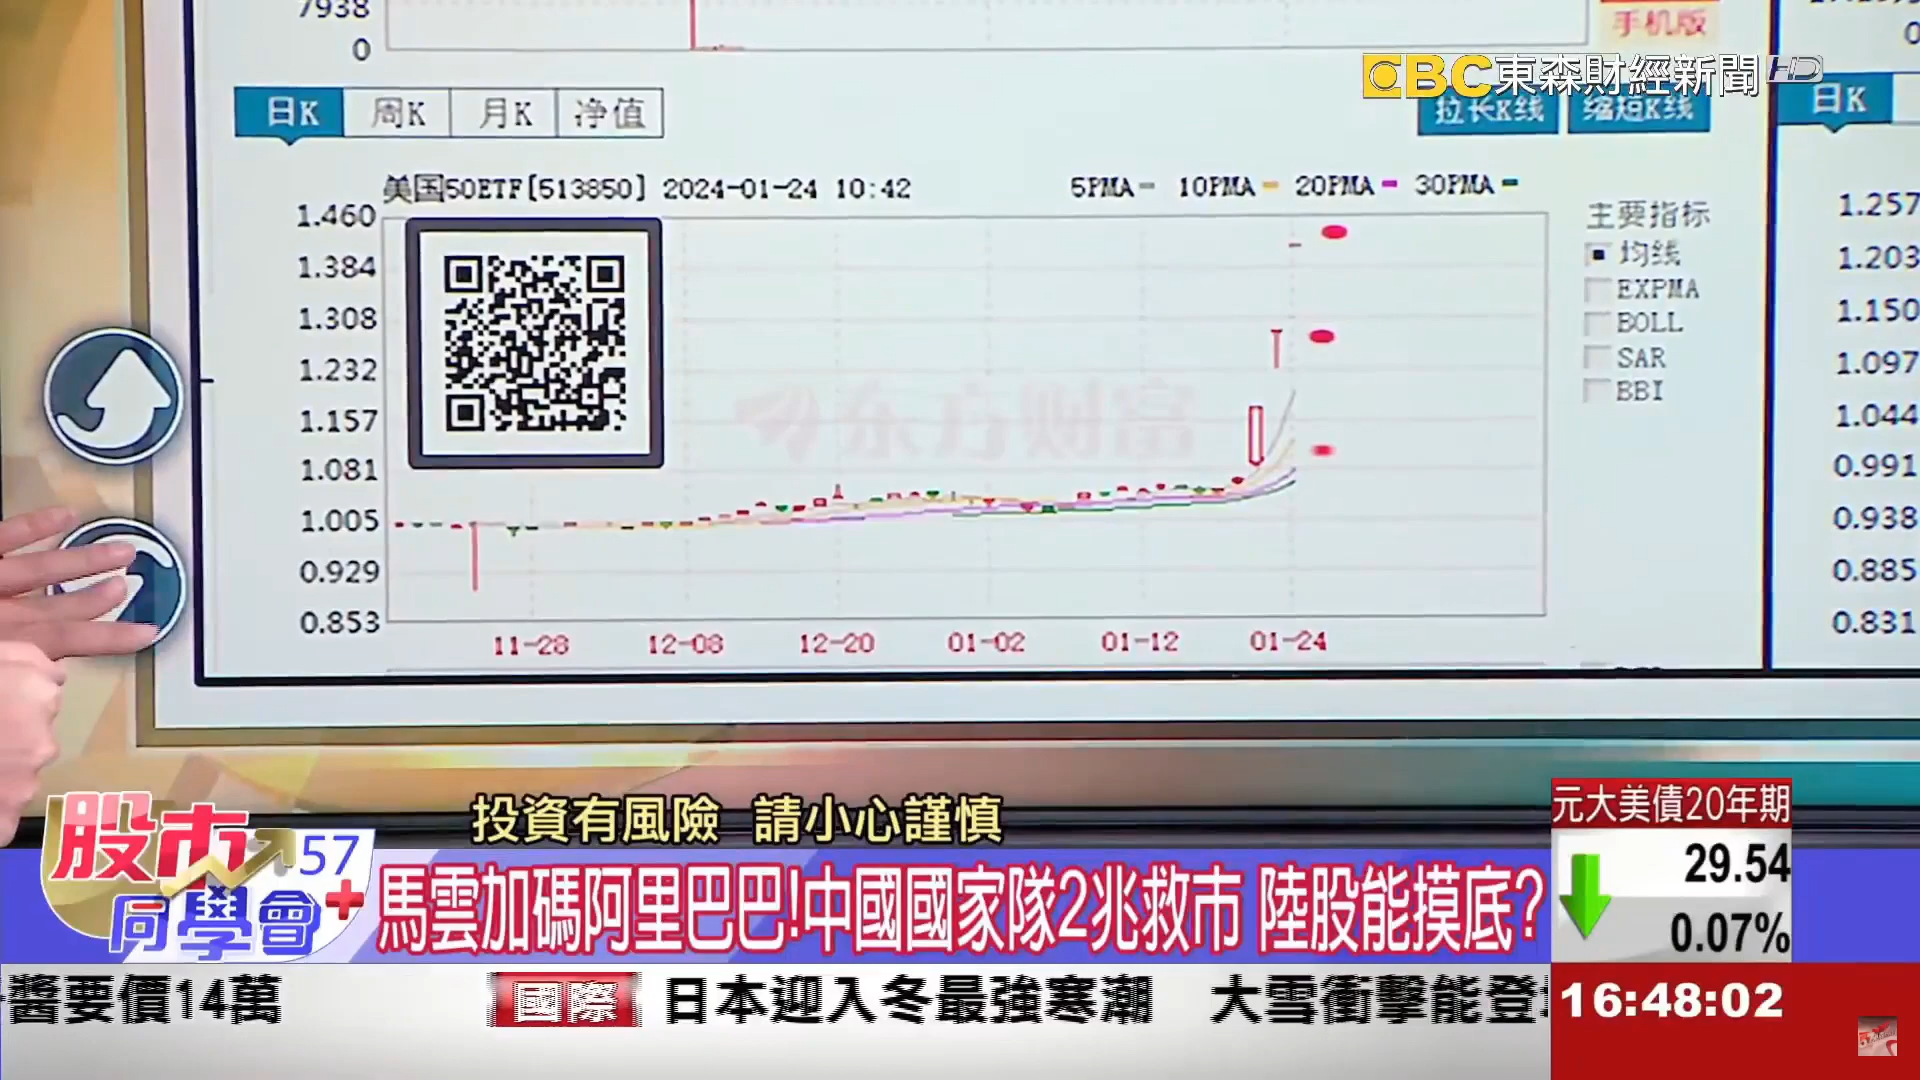 7938
0
手机版
EBC東森財經新聞HD
日K 周K 月K 净值
拉长K线 缩短K线
日K
美国50ETF[513850] 2024-01-24 10:42
5PMA 10PMA 20PMA 30PMA
1.460
1.384
1.308
1.232
1.157
1.081
1.005
0.929
0.853
东方财富
11-28 12-08 12-20 01-02 01-12 01-24
主要指标
均线
EXPMA
BOLL
SAR
BBI
1.257
1.203
1.150
1.097
1.044
0.991
0.938
0.885
0.831
投資有風險 請小心謹慎
股市
同學會
57
+
馬雲加碼阿里巴巴!中國國家隊2兆救市 陸股能摸底?
元大美債20年期
29.54
0.07%
醬要價14萬 國際 日本迎入冬最強寒潮 大雪衝擊能登
16:48:02